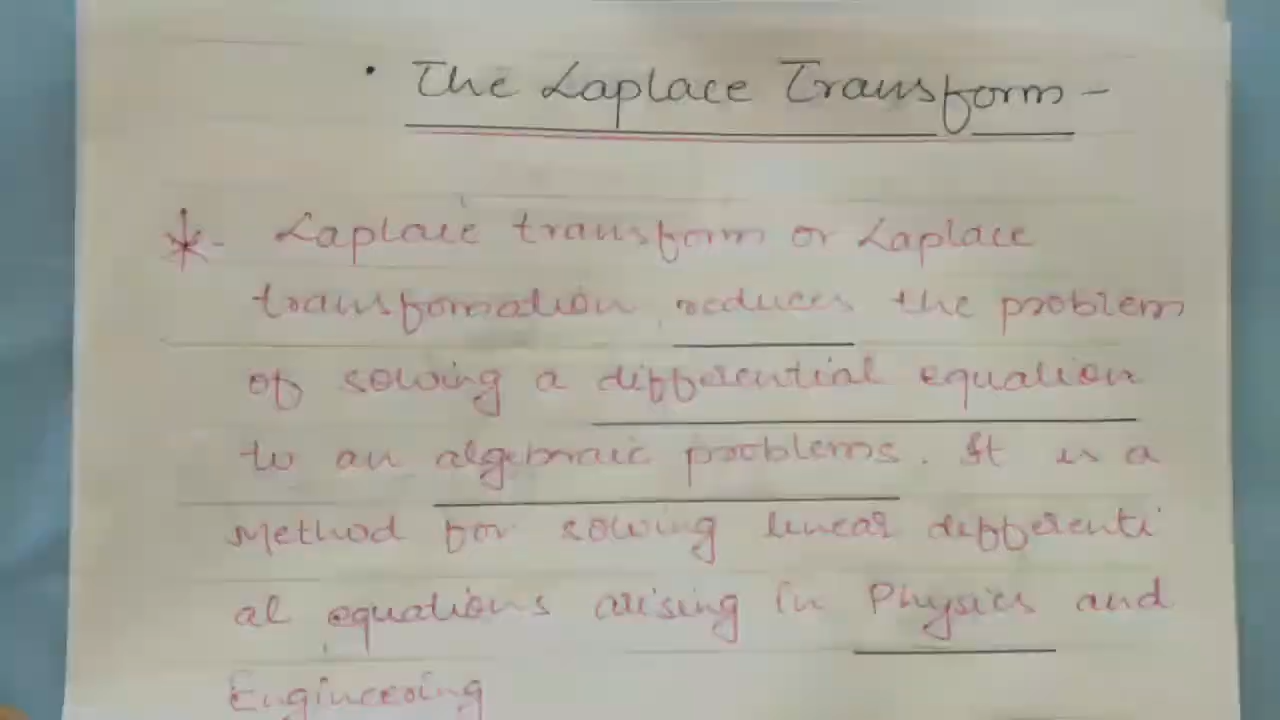 • The Laplace Transform -
*- Laplace transform or Laplace
transfomation reduces the problem
of solving a differential equation
to an algebraic problems. It is a
Method for solving linear differenti
al equations arising in Physics and
Engineering